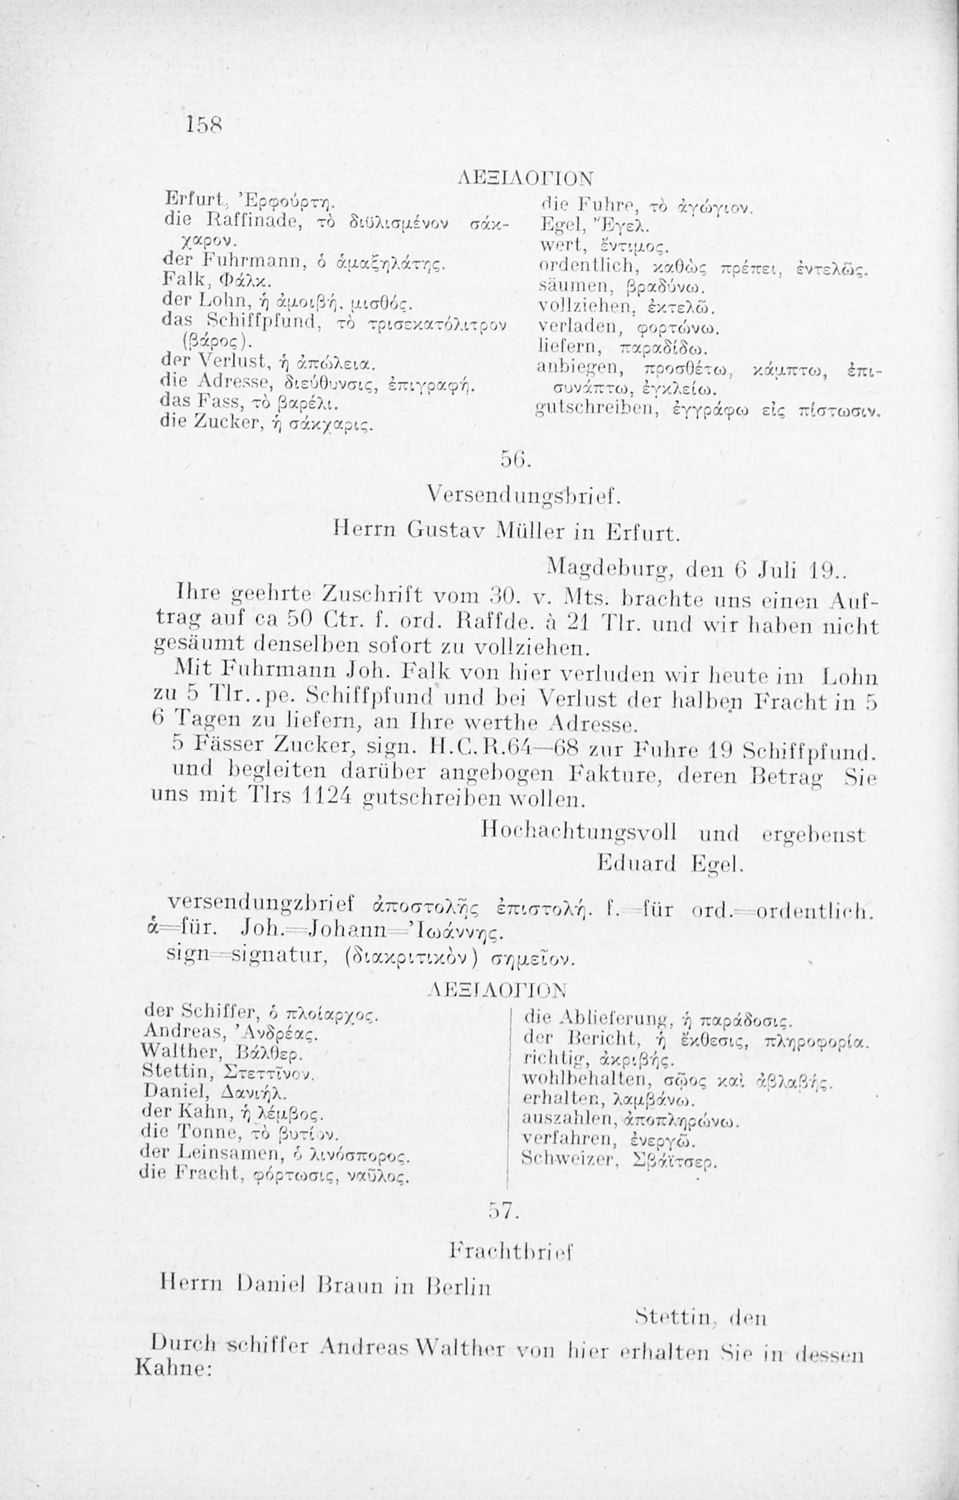 158
ΛΕΞΙΛΟΓΙΟΝ
Erfurt, Ἐρφούρτη.
die Raffinade, τὸ διϋλισμένον σάκ-
χαρον.
der Fuhrmann, ὁ ἁμαξηλάτης.
Falk, Φάλκ.
der Lohn, ἡ ἀμοιβή, μισθός.
das Schiffpfund, τὸ τρισεκατόλιτρον
(βάρος).
der Verlust, ἡ ἀπώλεια.
die Adresse, διεύθυνσις, ἐπιγραφή.
das Fass, τὸ βαρέλι.
die Zucker, ἡ σάκχαρις.
die Fuhre, τὸ ἀγώγιον.
Egel, Ἔγελ.
wert, ἔντιμος.
ordentlich, καθὼς πρέπει, ἐντελῶς.
säumen, βραδύνω.
vollziehen, ἐκτελῶ.
verladen, φορτώνω.
liefern, παραδίδω.
anbiegen, προσθέτω, κάμπτω, ἐπι-
συνάπτω, ἐγκλείω.
gutschreiben, ἐγγράφω εἰς πίστωσιν.
56.
Versendungsbrief.
Herrn Gustav Müller in Erfurt.
Magdeburg, den 6 Juli 19..
Ihre geehrte Zuschrift vom 30. v. Mts. brachte uns einen Auf-
trag auf ca 50 Ctr. f. ord. Raffde. à 21 Tlr. und wir haben nicht
gesäumt denselben sofort zu vollziehen.
Mit Fuhrmann Joh. Falk von hier verluden wir heute im Lohn
zu 5 Tlr..pe. Schiffpfund und bei Verlust der halben Fracht in 5
6 Tagen zu liefern, an Ihre werthe Adresse.
5 Fässer Zucker, sign. H.C.R.64—68 zur Fuhre 19 Schiffpfund.
und begleiten darüber angebogen Fakture, deren Betrag Sie
uns mit Tlrs 1124 gutschreiben wollen.
Hochachtungsvoll und ergebenst
Eduard Egel.
versendungzbrief ἀποστολῆς ἐπιστολή. f.=für ord.=ordentlich.
à=für. Joh.=Johann=Ἰωάννης.
sign=signatur, (διακριτικὸν) σημεῖον.
ΛΕΞΙΛΟΓΙΟΝ
der Schiffer, ὁ πλοίαρχος.
Andreas, Ἀνδρέας.
Walther, Βάλθερ.
Stettin, Στεττῖνον.
Daniel, Δανιήλ.
der Kahn, ἡ λέμβος.
die Tonne, τὸ βυτίον.
der Leinsamen, ὁ λινόσπορος.
die Fracht, φόρτωσις, ναῦλος.
die Ablieferung, ἡ παράδοσις.
der Bericht, ἡ ἔκθεσις, πληροφορία.
richtig, ἀκριβής.
wohlbehalten, σῷος καὶ ἀβλαβής.
erhalten, λαμβάνω.
auszahlen, ἀποπληρώνω.
verfahren, ἐνεργῶ.
Schweizer, Σβάϊτσερ.
57.
Frachtbrief
Herrn Daniel Braun in Berlin
Stettin, den
Durch schiffer Andreas Walther von hier erhalten Sie in dessen
Kahne: